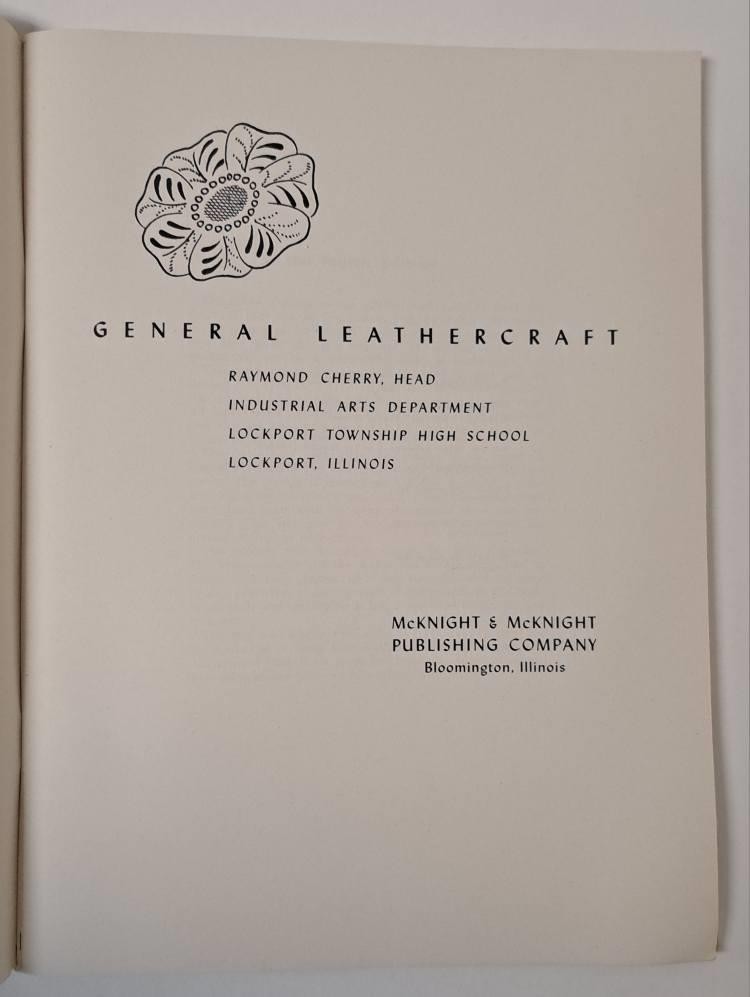 GENERAL LEATHERCRAFT
RAYMOND CHERRY, HEAD
INDUSTRIAL ARTS DEPARTMENT
LOCKPORT TOWNSHIP HIGH SCHOOL
LOCKPORT, ILLINOIS
McKNIGHT & McKNIGHT
PUBLISHING COMPANY
Bloomington, Illinois